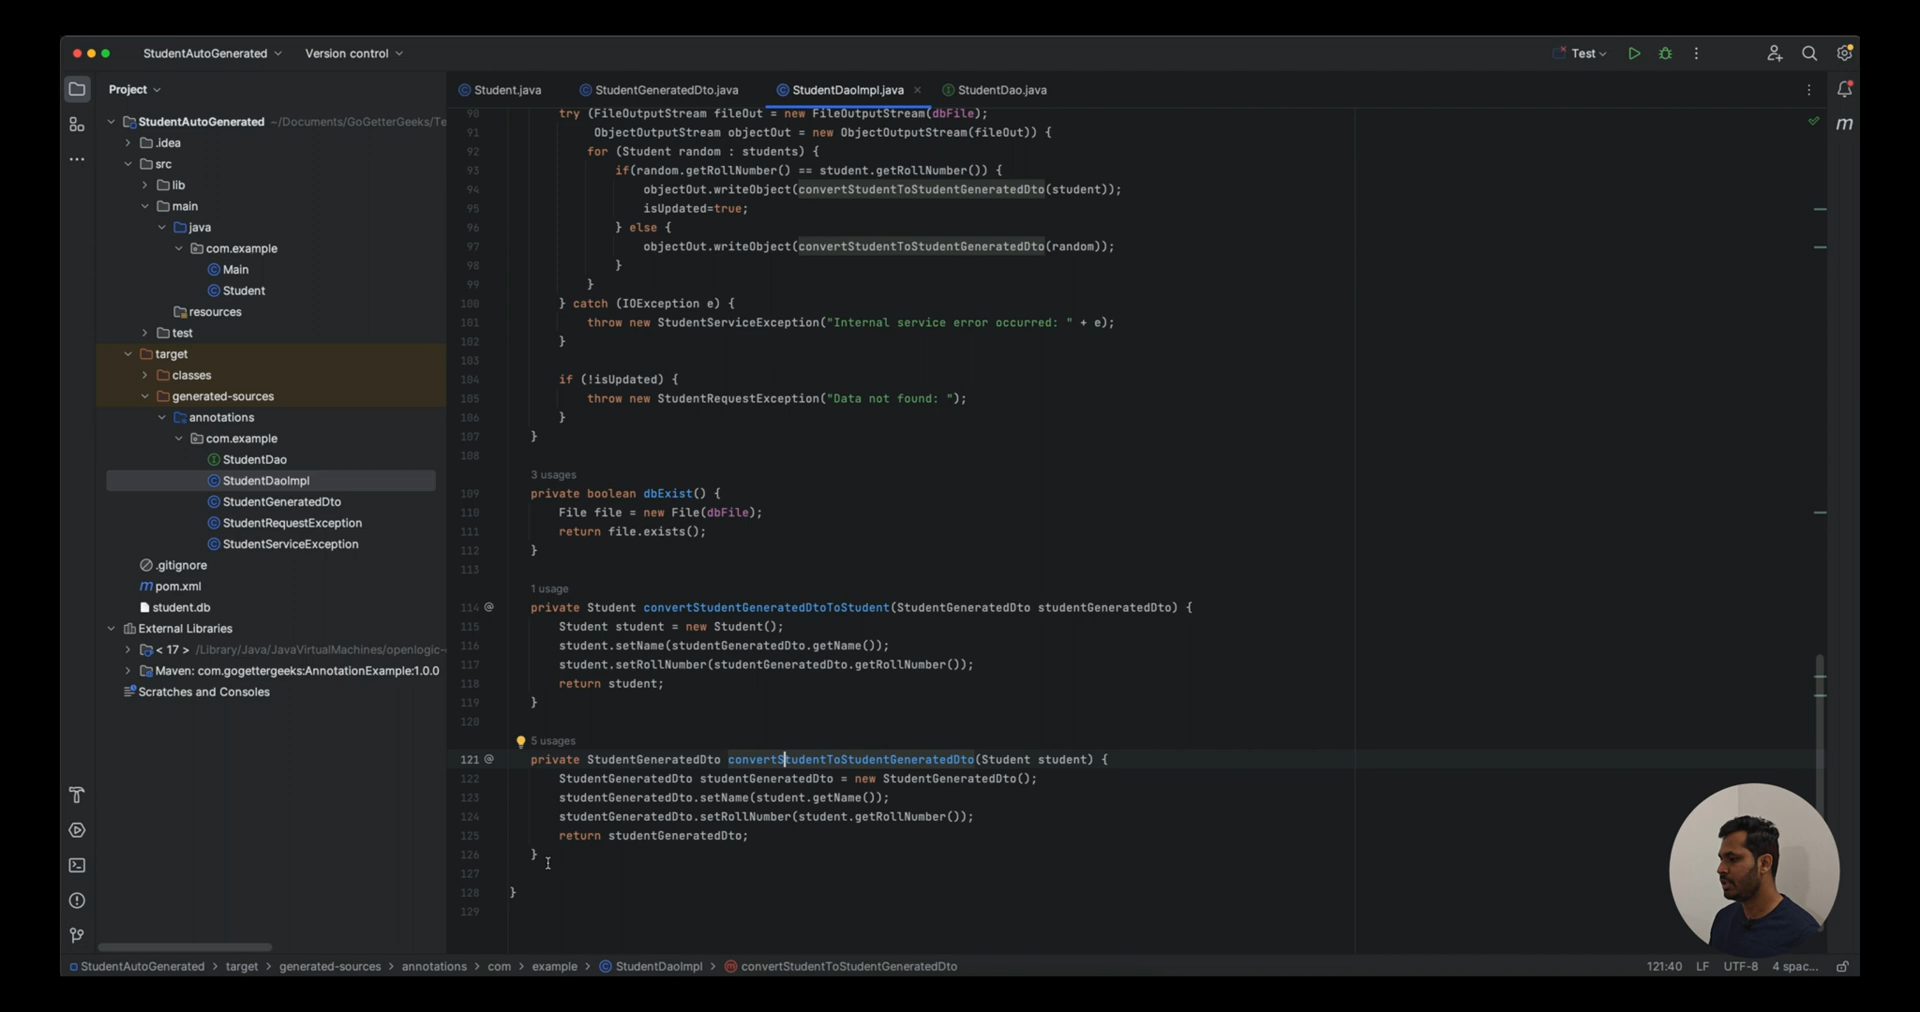 StudentAutoGenerated
Version control
Test
Project
Student.java
StudentGeneratedDto.java
StudentDaoImpl.java
StudentDao.java
StudentAutoGenerated ~/Documents/GoGetterGeeks/Te
.idea
src
lib
main
java
com.example
Main
Student
resources
test
target
classes
generated-sources
annotations
com.example
StudentDao
StudentDaoImpl
StudentGeneratedDto
StudentRequestException
StudentServiceException
.gitignore
m pom.xml
student.db
External Libraries
< 17 > /Library/Java/JavaVirtualMachines/openlogic-
Maven: com.gogettergeeks:AnnotationExample:1.0.0
Scratches and Consoles
90 try (FileOutputStream fileOut = new FileOutputStream(dbFile);
91 ObjectOutputStream objectOut = new ObjectOutputStream(fileOut)) {
92 for (Student random : students) {
93 if(random.getRollNumber() == student.getRollNumber()) {
94 objectOut.writeObject(convertStudentToStudentGeneratedDto(student));
95 isUpdated=true;
96 } else {
97 objectOut.writeObject(convertStudentToStudentGeneratedDto(random));
98 }
99 }
100 } catch (IOException e) {
101 throw new StudentServiceException("Internal service error occurred: " + e);
102 }
103
104 if (!isUpdated) {
105 throw new StudentRequestException("Data not found: ");
106 }
107 }
108
3 usages
109 private boolean dbExist() {
110 File file = new File(dbFile);
111 return file.exists();
112 }
113
1 usage
114 @ private Student convertStudentGeneratedDtoToStudent(StudentGeneratedDto studentGeneratedDto) {
115 Student student = new Student();
116 student.setName(studentGeneratedDto.getName());
117 student.setRollNumber(studentGeneratedDto.getRollNumber());
118 return student;
119 }
120
5 usages
121 @ private StudentGeneratedDto convertStudentToStudentGeneratedDto(Student student) {
122 StudentGeneratedDto studentGeneratedDto = new StudentGeneratedDto();
123 studentGeneratedDto.setName(student.getName());
124 studentGeneratedDto.setRollNumber(student.getRollNumber());
125 return studentGeneratedDto;
126 }
127
128 }
129
m
StudentAutoGenerated > target > generated-sources > annotations > com > example > StudentDaoImpl > convertStudentToStudentGeneratedDto
121:40 LF UTF-8 4 spac...